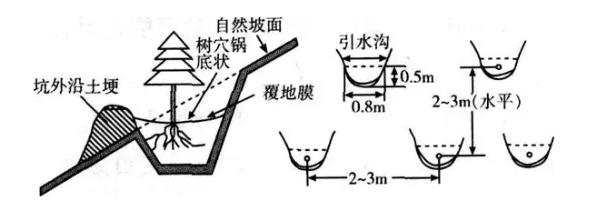 自然坡面
树穴锅
底状
坑外沿土埂
覆地膜
引水沟
0.5m
0.8m
2~3m(水平)
2~3m